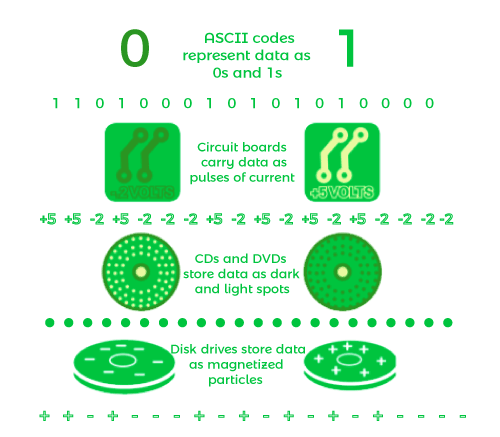 0
1
ASCII codes
represent data as
0s and 1s
1 1 0 1 0 0 0 1 0 1 0 1 0 1 0 0 0 0
Circuit boards
carry data as
pulses of current
VOLTS
+5 VOLTS
+5 +5 -2 +5 -2 -2 -2 +5 -2 +5 -2 +5 -2 +5 -2 -2 -2 -2
CDs and DVDs
store data as dark
and light spots
Disk drives store data
as magnetized
particles
+ + - + - - - + - + - + - + - + - - - -